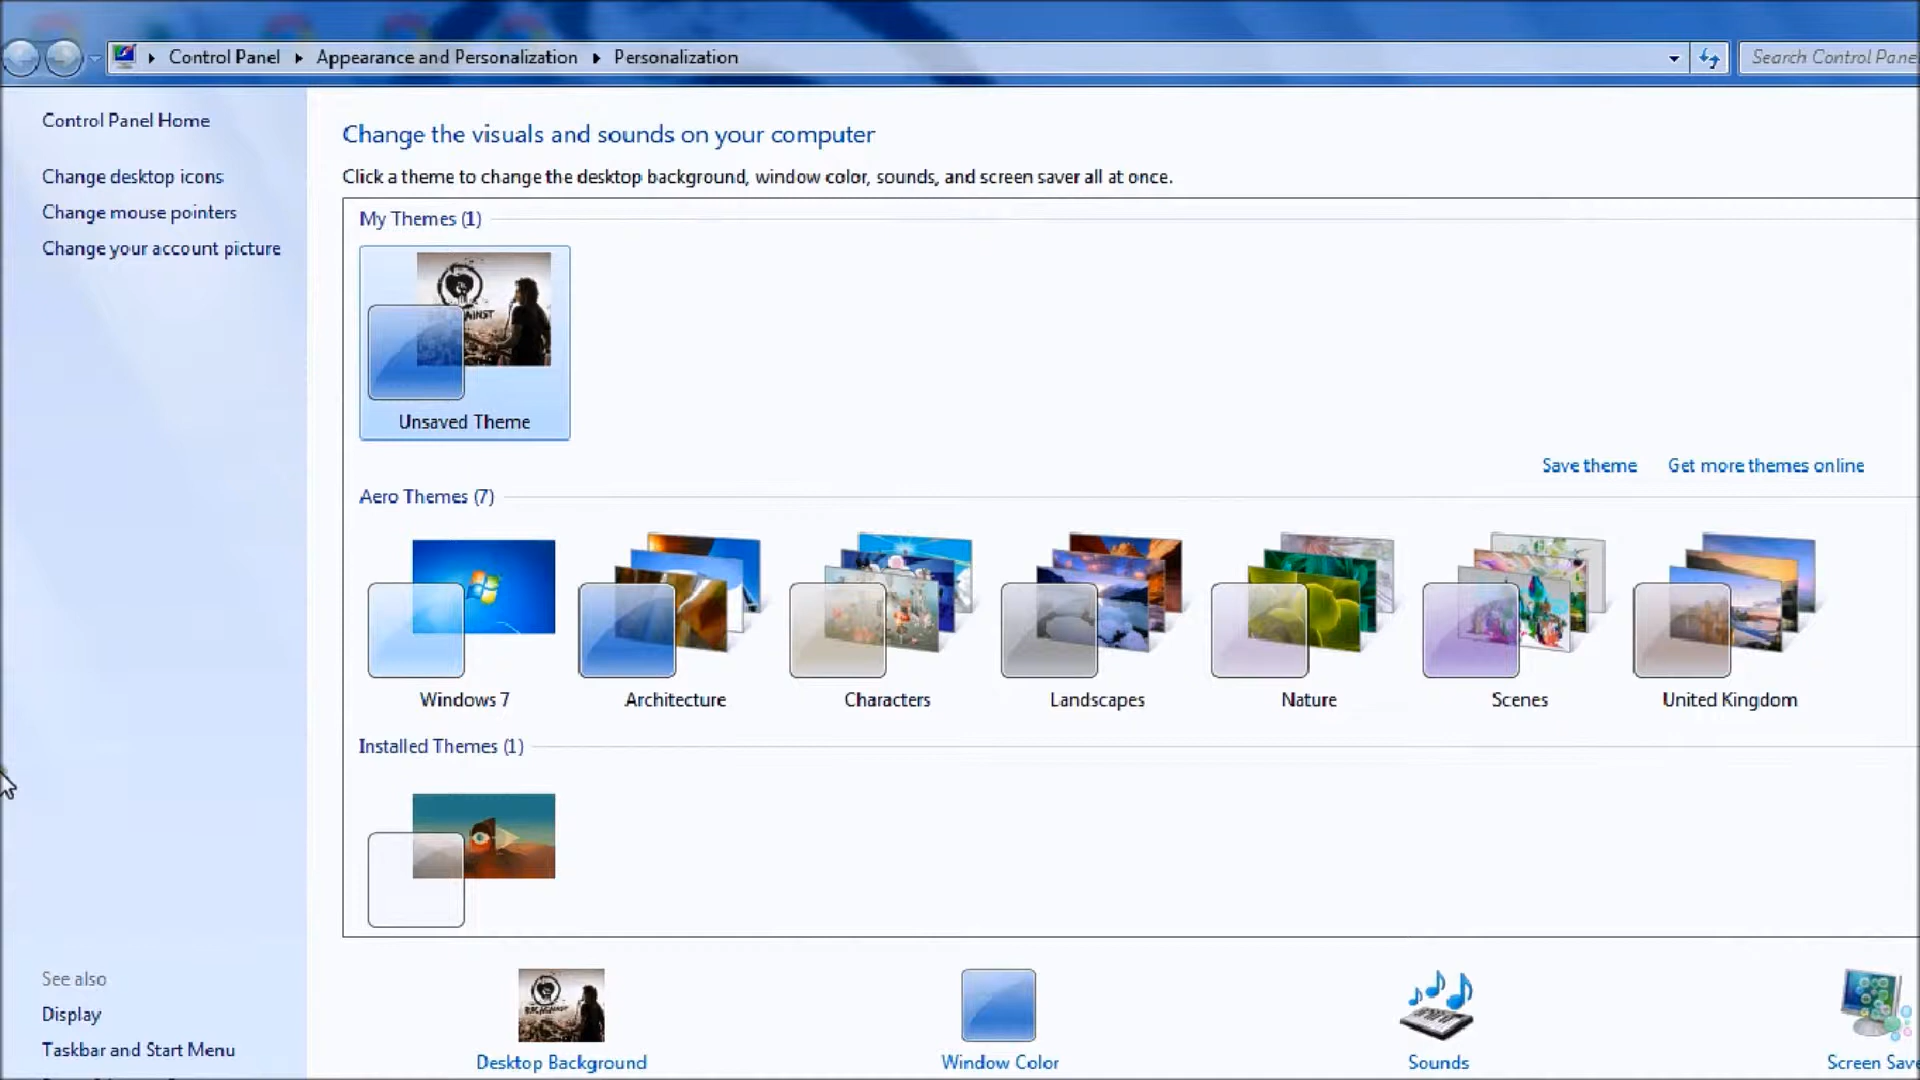 Control Panel Appearance and Personalization Personalization
Search Control Pane
Control Panel Home
Change desktop icons
Change mouse pointers
Change your account picture
Change the visuals and sounds on your computer
Click a theme to change the desktop background, window color, sounds, and screen saver all at once.
My Themes (1)
Unsaved Theme
Save theme Get more themes online
Aero Themes (7)
Windows 7 Architecture Characters Landscapes Nature Scenes United Kingdom
Installed Themes (1)
See also
Display
Taskbar and Start Menu
Desktop Background Window Color Sounds Screen Save